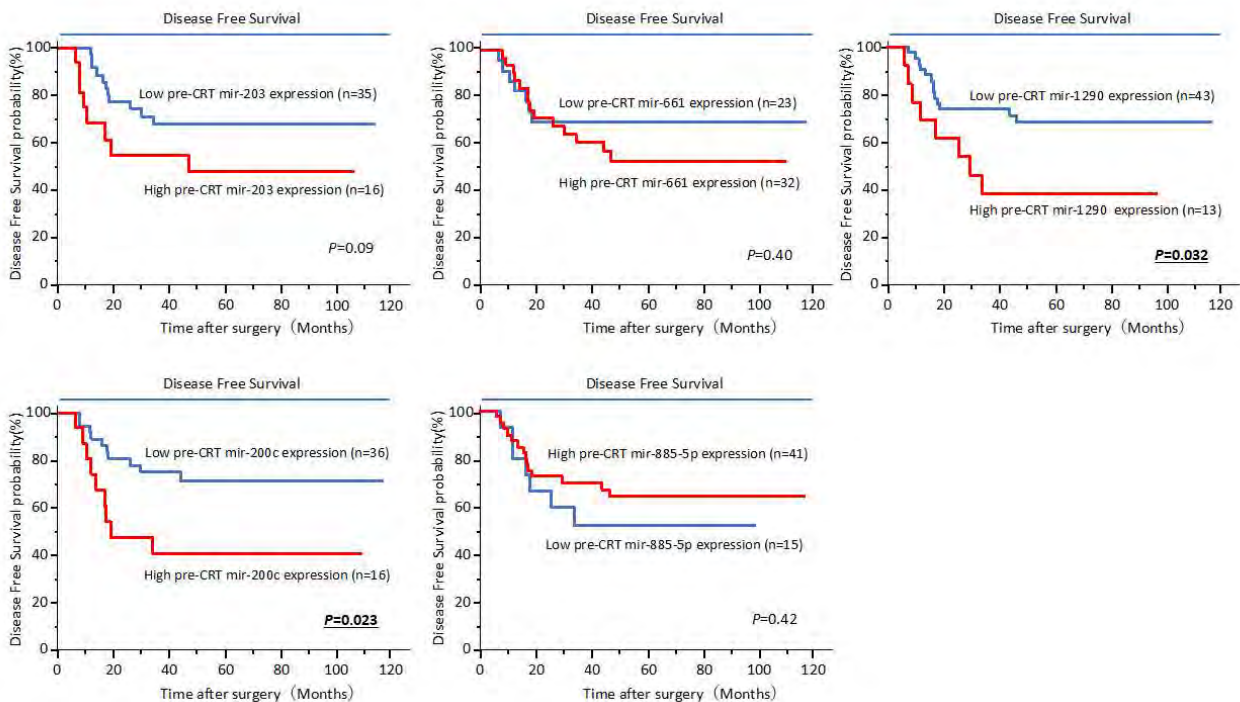 Disease Free Survival
Disease Free Survival probability(%)
100
80
60
40
20
0
Low pre-CRT mir-203 expression (n=35)
High pre-CRT mir-203 expression (n=16)
P=0.09
0 20 40 60 80 100 120
Time after surgery（Months）
Disease Free Survival
Disease Free Survival probability(%)
100
80
60
40
20
0
Low pre-CRT mir-661 expression (n=23)
High pre-CRT mir-661 expression (n=32)
P=0.40
0 20 40 60 80 100 120
Time after surgery（Months）
Disease Free Survival
Disease Free Survival probability(%)
100
80
60
40
20
0
Low pre-CRT mir-1290 expression (n=43)
High pre-CRT mir-1290 expression (n=13)
P=0.032
0 20 40 60 80 100 120
Time after surgery（Months）
Disease Free Survival
Disease Free Survival probability(%)
100
80
60
40
20
0
Low pre-CRT mir-200c expression (n=36)
High pre-CRT mir-200c expression (n=16)
P=0.023
0 20 40 60 80 100 120
Time after surgery（Months）
Disease Free Survival
Disease Free Survival probability(%)
100
80
60
40
20
0
High pre-CRT mir-885-5p expression (n=41)
Low pre-CRT mir-885-5p expression (n=15)
P=0.42
0 20 40 60 80 100 120
Time after surgery（Months）